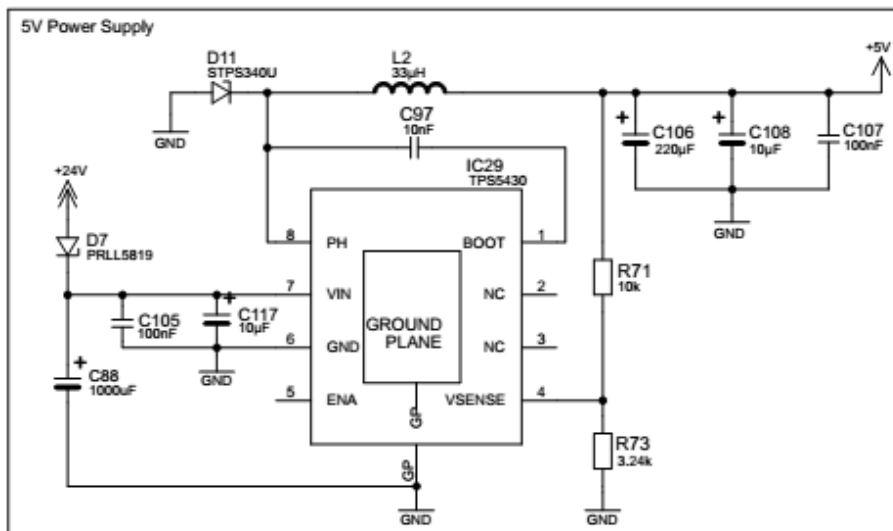 5V Power Supply
D11
STPS340U
L2
33µH
+5V
C97
10nF
GND
C106
220µF
C108
10µF
C107
100nF
IC29
TPS5430
+24V
GND
D7
PRLL5819
8 PH BOOT 1
R71
10k
7 VIN NC 2
C105
100nF
C117
10µF
GROUND
PLANE
6 GND NC 3
GND
C88
1000uF
5 ENA VSENSE 4
GP
R73
3.24k
GP
GND
GND